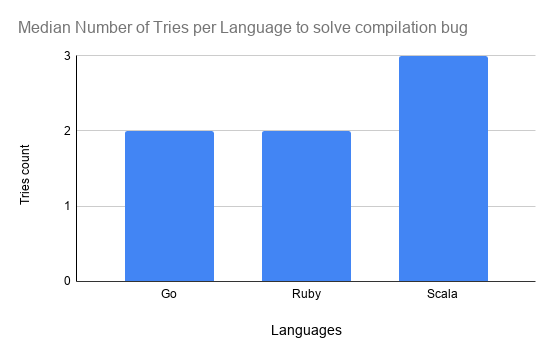 Median Number of Tries per Language to solve compilation bug
3
2
1
0
Tries count
Go Ruby Scala
Languages